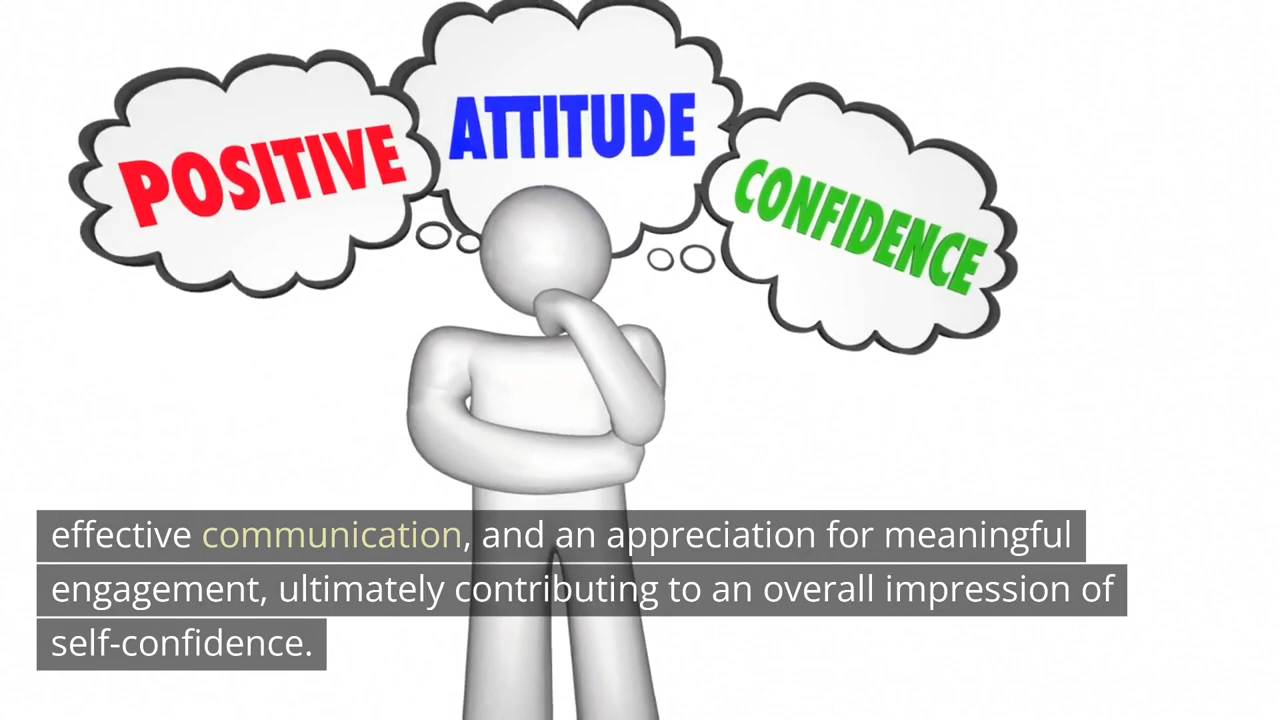 POSITIVE
ATTITUDE
CONFIDENCE
effective communication, and an appreciation for meaningful
engagement, ultimately contributing to an overall impression of
self-confidence.